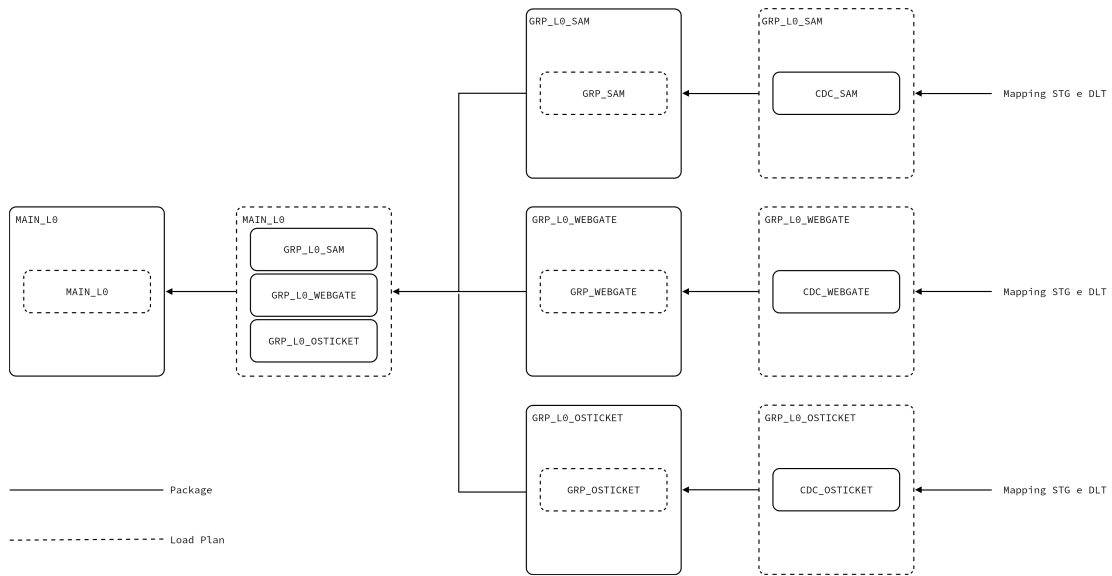 GRP_L0_SAM
GRP_SAM
GRP_L0_SAM
CDC_SAM
Mapping STG e DLT
MAIN_L0
MAIN_L0
MAIN_L0
GRP_L0_SAM
GRP_L0_WEBGATE
GRP_L0_OSTICKET
GRP_L0_WEBGATE
GRP_WEBGATE
GRP_L0_WEBGATE
CDC_WEBGATE
Mapping STG e DLT
GRP_L0_OSTICKET
GRP_OSTICKET
GRP_L0_OSTICKET
CDC_OSTICKET
Mapping STG e DLT
Package
Load Plan